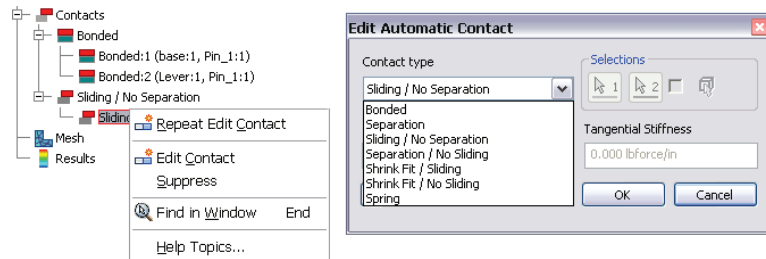 Contacts
Bonded
Bonded:1 (base:1, Pin_1:1)
Bonded:2 (Lever:1, Pin_1:1)
Sliding / No Separation
Sliding
Mesh
Results
Repeat Edit Contact
Edit Contact
Suppress
Find in Window End
Help Topics...
Edit Automatic Contact
Contact type
Sliding / No Separation
Bonded
Separation
Sliding / No Separation
Separation / No Sliding
Shrink Fit / Sliding
Shrink Fit / No Sliding
Spring
Selections
1 2
Tangential Stiffness
0.000 lbforce/in
OK Cancel